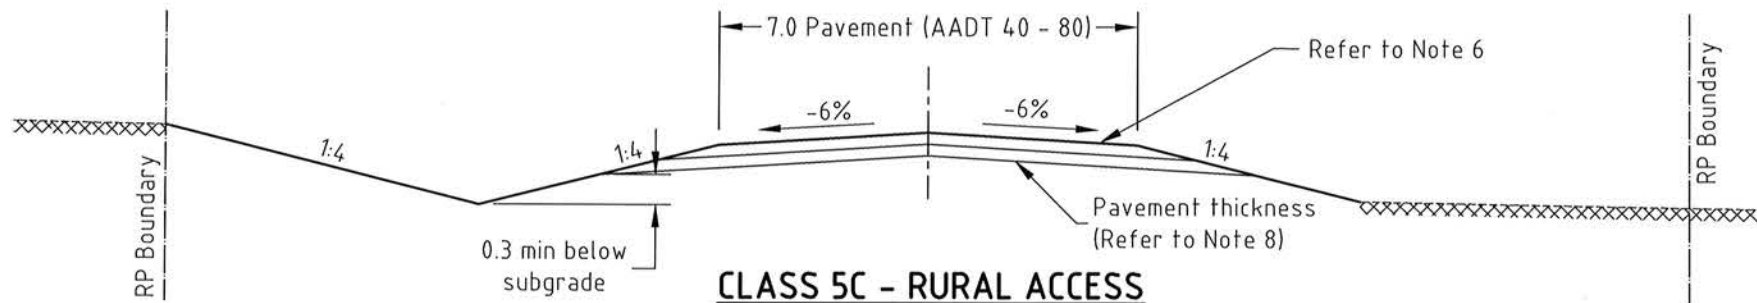 7.0 Pavement (AADT 40 - 80)
Refer to Note 6
RP Boundary
RP Boundary
-6%
-6%
1:4
1:4
1:4
Pavement thickness
(Refer to Note 8)
0.3 min below
subgrade
CLASS 5C - RURAL ACCESS